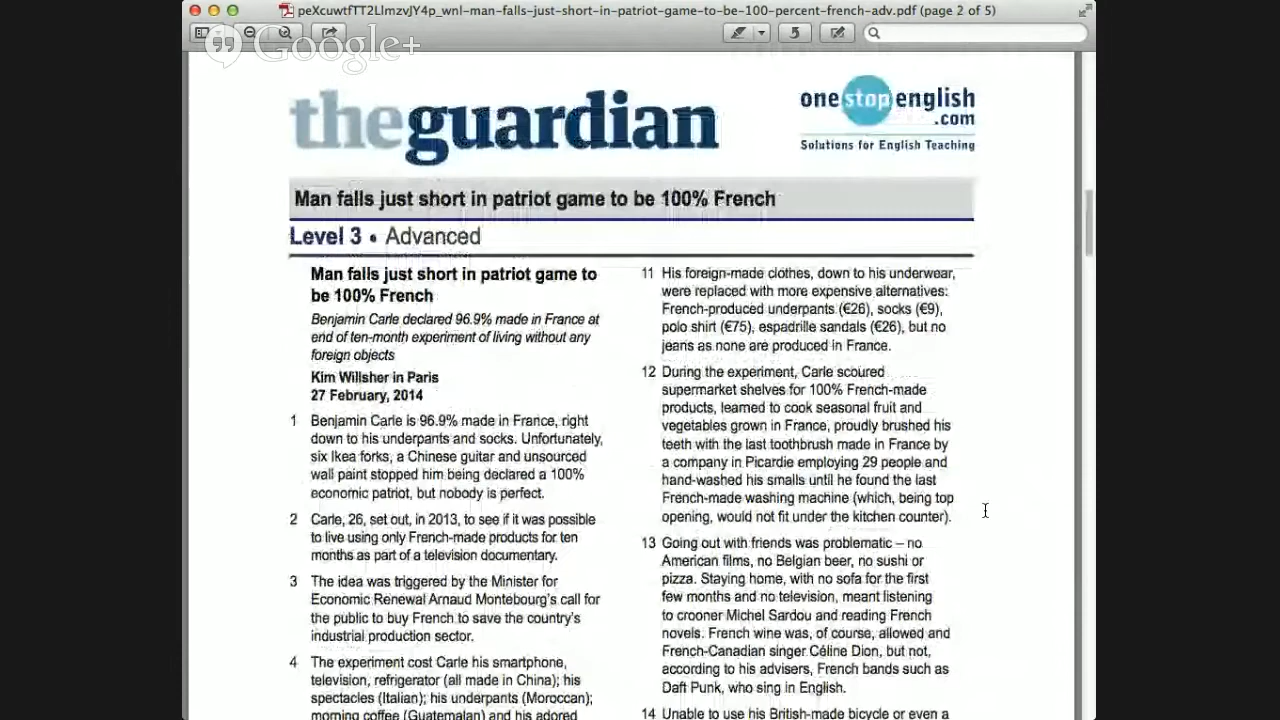 peXcuwtfTT2LlmzvJY4p_wnl-man-falls-just-short-in-patriot-game-to-be-100-percent-french-adv.pdf (page 2 of 5)
Google+
theguardian
onestopenglish
.com
Solutions for English Teaching
Man falls just short in patriot game to be 100% French
Level 3 • Advanced
Man falls just short in patriot game to
be 100% French
Benjamin Carle declared 96.9% made in France at
end of ten-month experiment of living without any
foreign objects
Kim Willsher in Paris
27 February, 2014
1 Benjamin Carle is 96.9% made in France, right
down to his underpants and socks. Unfortunately,
six Ikea forks, a Chinese guitar and unsourced
wall paint stopped him being declared a 100%
economic patriot, but nobody is perfect.
2 Carle, 26, set out, in 2013, to see if it was possible
to live using only French-made products for ten
months as part of a television documentary.
3 The idea was triggered by the Minister for
Economic Renewal Arnaud Montebourg's call for
the public to buy French to save the country's
industrial production sector.
4 The experiment cost Carle his smartphone,
television, refrigerator (all made in China); his
spectacles (Italian); his underpants (Moroccan);
morning coffee (Guatemalan) and his adored
11 His foreign-made clothes, down to his underwear,
were replaced with more expensive alternatives:
French-produced underpants (€26), socks (€9),
polo shirt (€75), espadrille sandals (€26), but no
jeans as none are produced in France.
12 During the experiment, Carle scoured
supermarket shelves for 100% French-made
products, learned to cook seasonal fruit and
vegetables grown in France, proudly brushed his
teeth with the last toothbrush made in France by
a company in Picardie employing 29 people and
hand-washed his smalls until he found the last
French-made washing machine (which, being top
opening, would not fit under the kitchen counter).
13 Going out with friends was problematic – no
American films, no Belgian beer, no sushi or
pizza. Staying home, with no sofa for the first
few months and no television, meant listening
to crooner Michel Sardou and reading French
novels. French wine was, of course, allowed and
French-Canadian singer Céline Dion, but not,
according to his advisers, French bands such as
Daft Punk, who sing in English.
14 Unable to use his British-made bicycle or even a